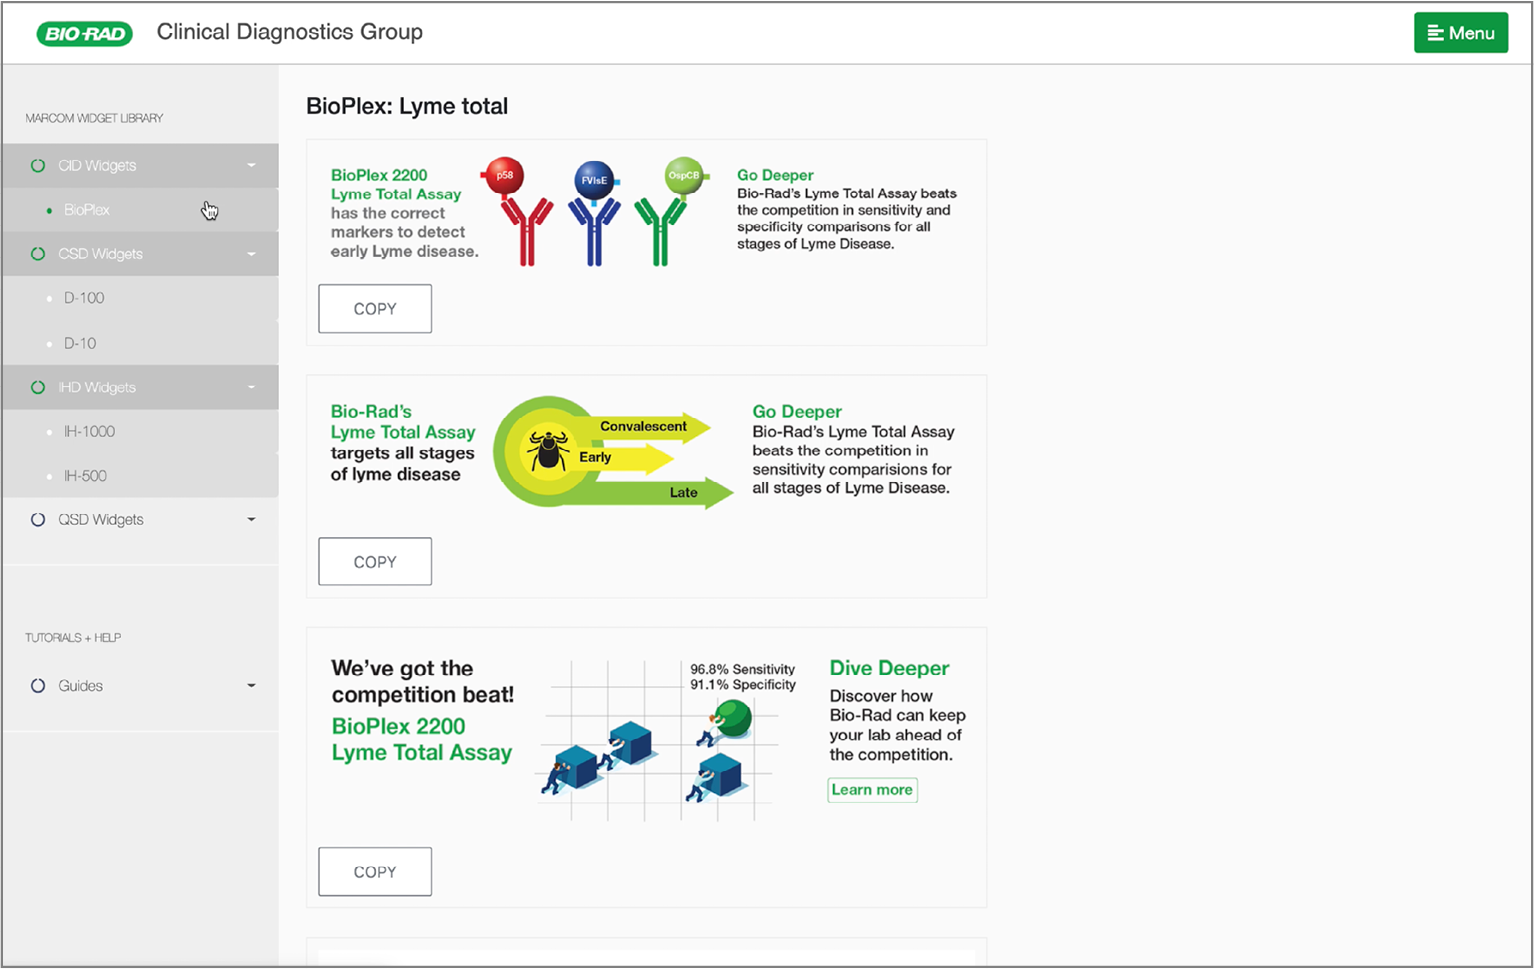 BIO-RAD
Clinical Diagnostics Group
Menu
MARCOM WIDGET LIBRARY
CID Widgets
BioPlex
CSD Widgets
D-100
D-10
IHD Widgets
IH-1000
IH-500
QSD Widgets
TUTORIALS + HELP
Guides
BioPlex: Lyme total
BioPlex 2200
Lyme Total Assay
has the correct
markers to detect
early Lyme disease.
p58
FVlsE
OspCB
Go Deeper
Bio-Rad's Lyme Total Assay beats
the competition in sensitivity and
specificity comparisons for all
stages of Lyme Disease.
COPY
Bio-Rad's
Lyme Total Assay
targets all stages
of lyme disease
Convalescent
Early
Late
Go Deeper
Bio-Rad's Lyme Total Assay
beats the competition in
sensitivity comparisions for
all stages of Lyme Disease.
COPY
We've got the
competition beat!
BioPlex 2200
Lyme Total Assay
96.8% Sensitivity
91.1% Specificity
Dive Deeper
Discover how
Bio-Rad can keep
your lab ahead of
the competition.
Learn more
COPY